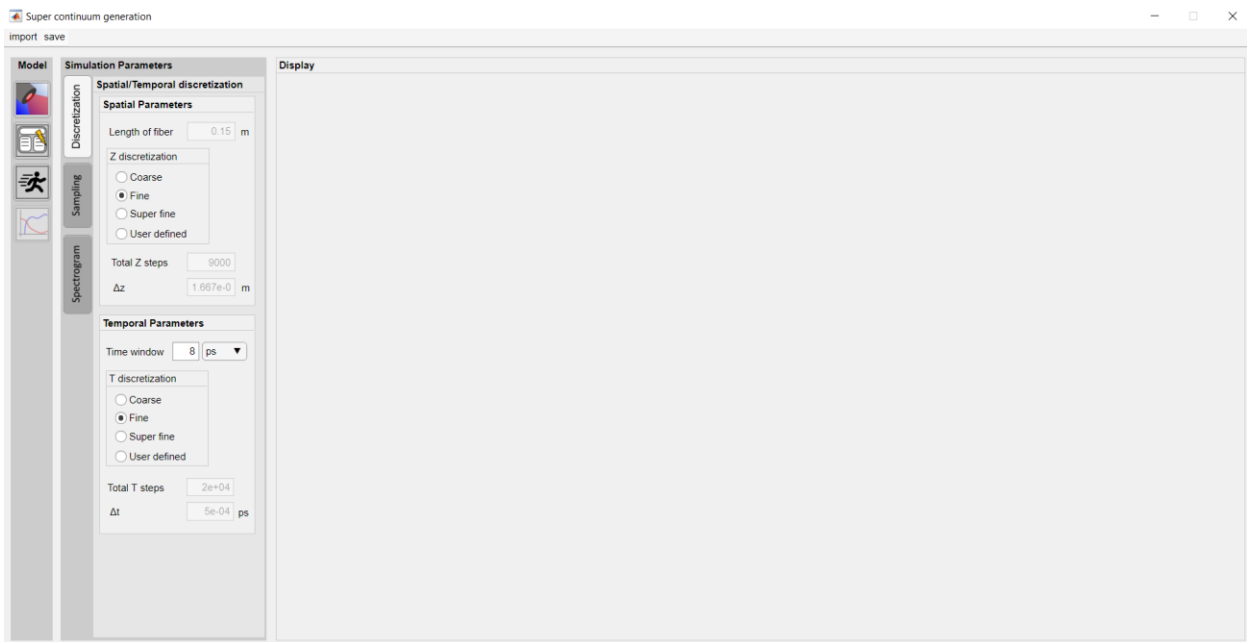 Super continuum generation
import save
Model
Simulation Parameters
Display
Discretization
Sampling
Spectrogram
Spatial/Temporal discretization
Spatial Parameters
Length of fiber 0.15 m
Z discretization
Coarse
Fine
Super fine
User defined
Total Z steps 9000
Δz 1.667e-0 m
Temporal Parameters
Time window 8 ps
T discretization
Coarse
Fine
Super fine
User defined
Total T steps 2e+04
Δt 5e-04 ps